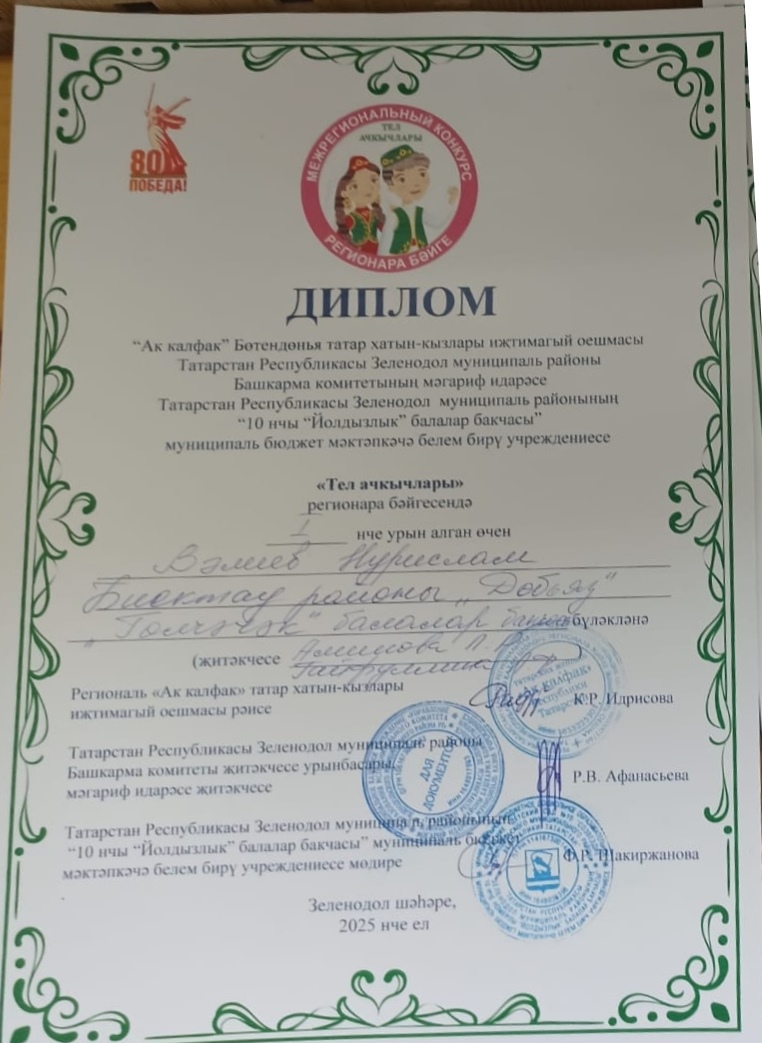 80
ПОБЕДА!
МЕЖРЕГИОНАЛЬНЫЙ КОНКУРС
ТЕЛ
АЧКЫЧЛАРЫ
РЕГИОНАРА БӘЙГЕ
ДИПЛОМ
“Ак калфак” Бөтендөнья татар хатын-кызлары иҗтимагый оешмасы
Татарстан Республикасы Зеленодол муниципаль районы
Башкарма комитетының мәгариф идарәсе
Татарстан Республикасы Зеленодол муниципаль районының
“10 нчы “Йолдызлык” балалар бакчасы”
муниципаль бюджет мәктәпкәчә белем бирү учреждениесе
«Тел ачкычлары»
регионара бәйгесендә
I нче урын алган өчен
Вәлиев Нурислам
Биектау районы „Дөбьяз“
„Гөлчәчәк“ балалар бакчасы бүләкләнә
(җитәкчесе Аминова Л.
Гайфуллина
Региональ «Ак калфак» татар хатын-кызлары
иҗтимагый оешмасы рәисе К.Р. Идрисова
Татарстан Республикасы Зеленодол муниципаль районы
Башкарма комитеты җитәкчесе урынбасары,
мәгариф идарәсе җитәкчесе Р.В. Афанасьева
ДЛЯ
ДОКУМЕНТОВ
Татарстан Республикасы Зеленодол муниципаль районының
“10 нчы “Йолдызлык” балалар бакчасы” муниципаль бюджет
мәктәпкәчә белем бирү учреждениесе мөдире Ф.Р. Шакиржанова
Зеленодол шәһәре,
2025 нче ел